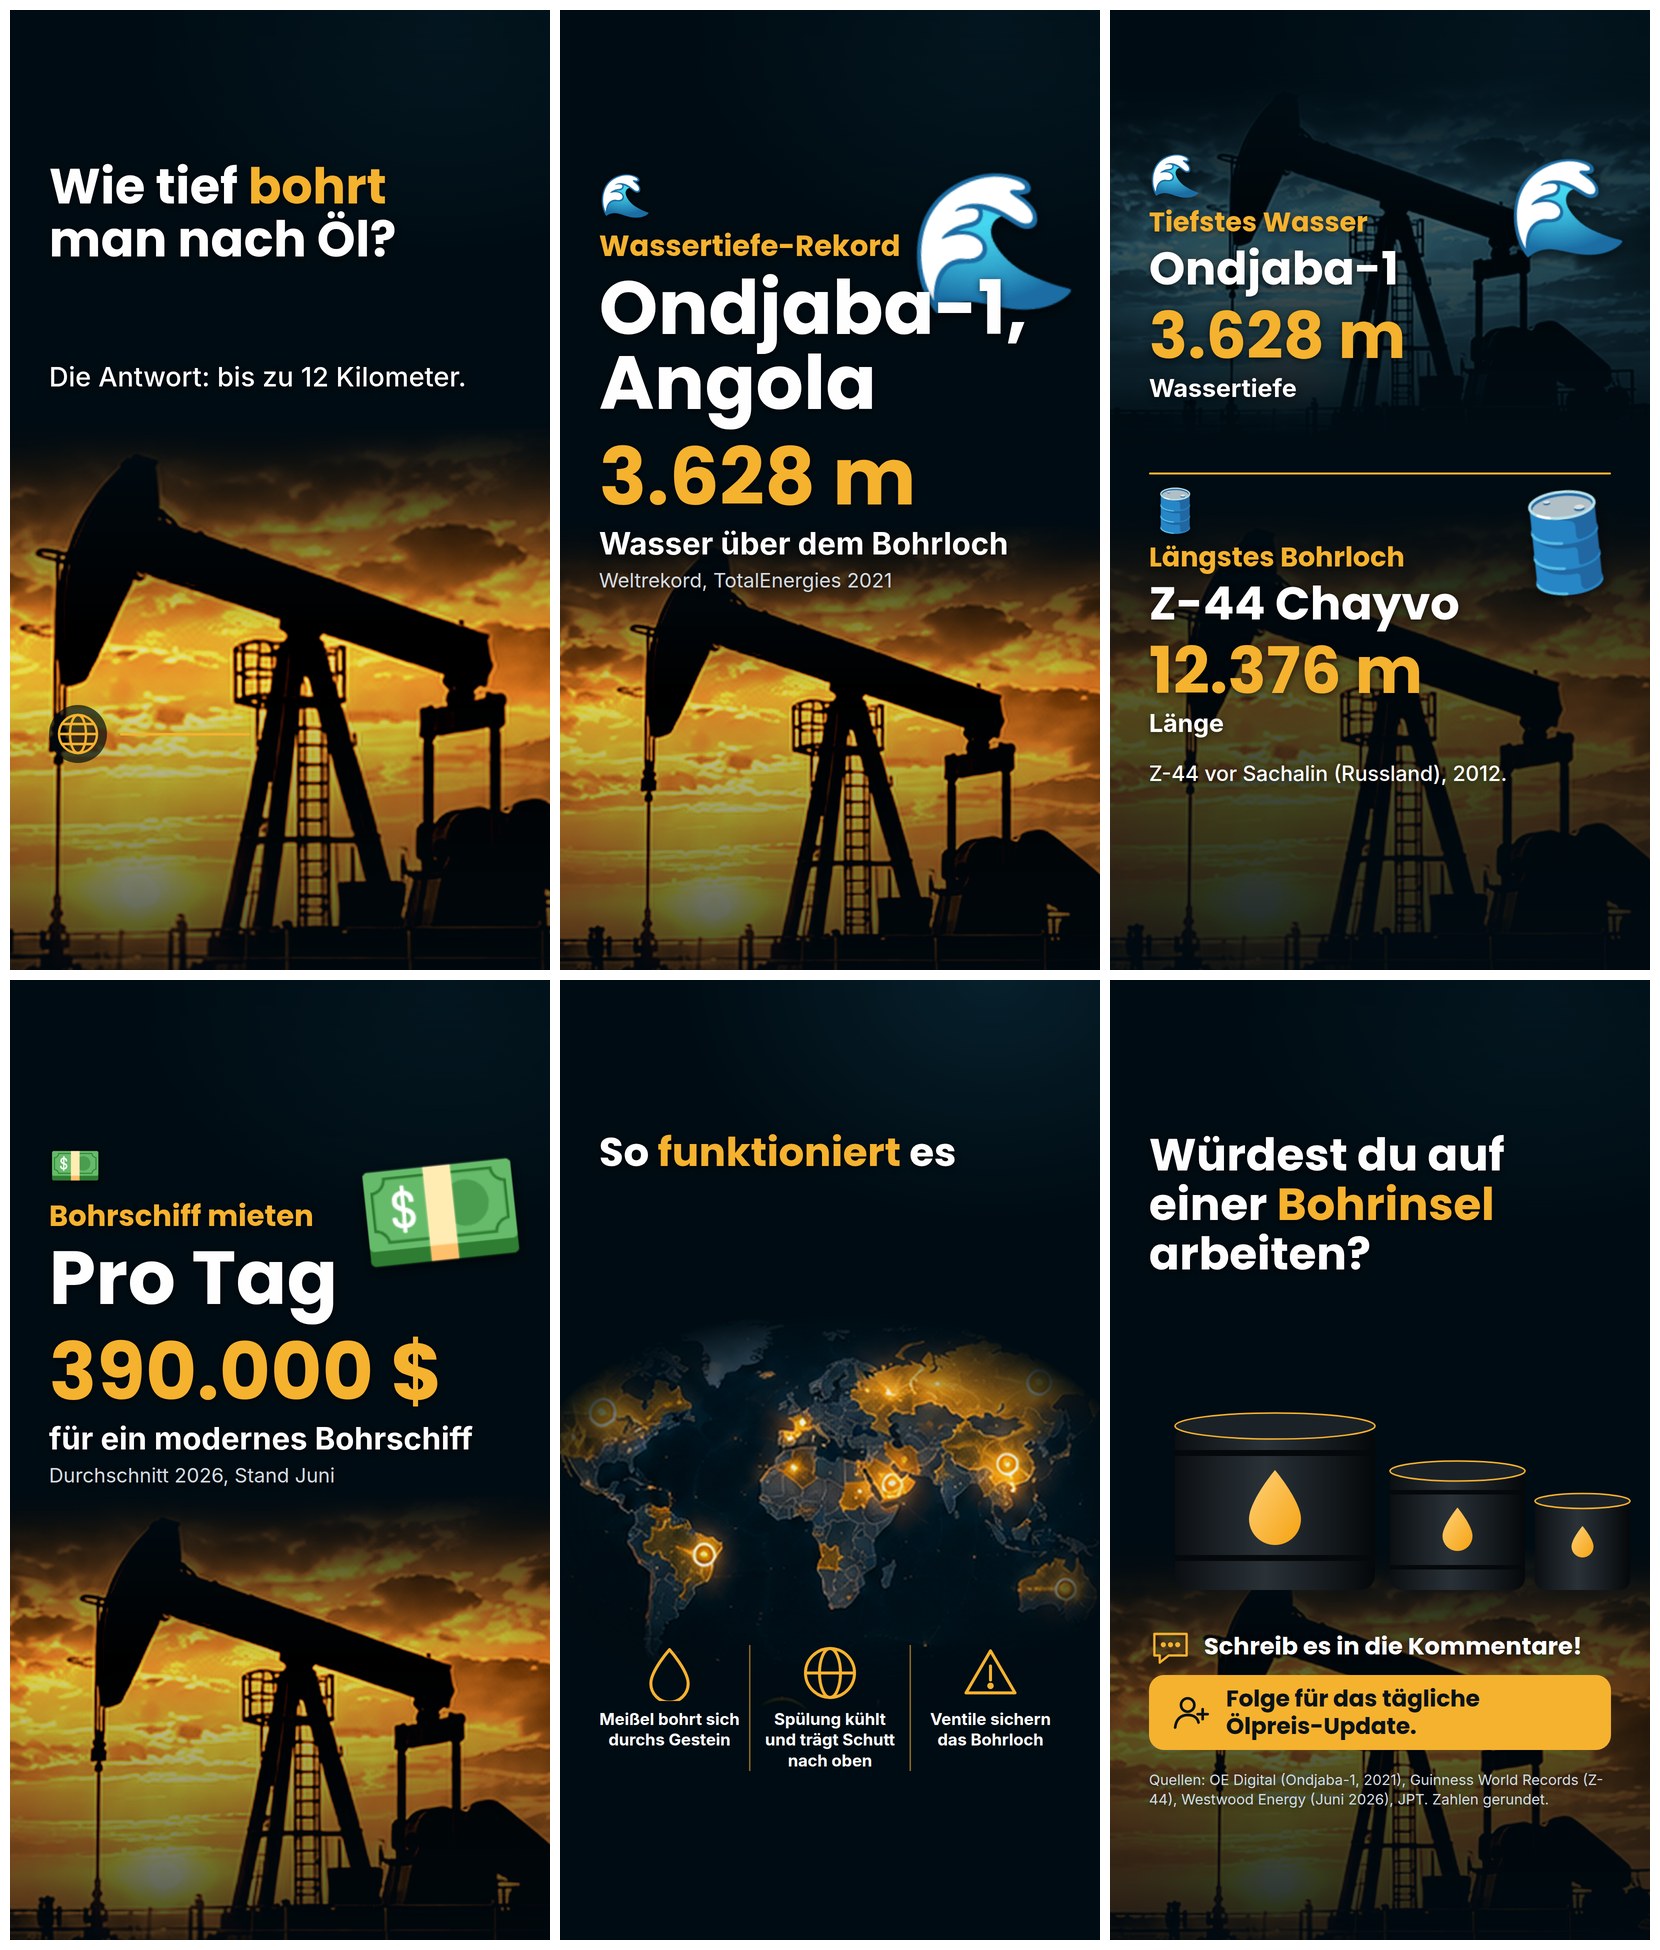 Wie tief bohrt
man nach Öl?
Die Antwort: bis zu 12 Kilometer.
Wassertiefe-Rekord
Ondjaba-1,
Angola
3.628 m
Wasser über dem Bohrloch
Weltrekord, TotalEnergies 2021
Tiefstes Wasser
Ondjaba-1
3.628 m
Wassertiefe
Längstes Bohrloch
Z-44 Chayvo
12.376 m
Länge
Z-44 vor Sachalin (Russland), 2012.
$
$
Bohrschiff mieten
Pro Tag
390.000 $
für ein modernes Bohrschiff
Durchschnitt 2026, Stand Juni
So funktioniert es
Meißel bohrt sich
durchs Gestein
Spülung kühlt
und trägt Schutt
nach oben
Ventile sichern
das Bohrloch
Würdest du auf
einer Bohrinsel
arbeiten?
Schreib es in die Kommentare!
Folge für das tägliche
Ölpreis-Update.
Quellen: OE Digital (Ondjaba-1, 2021), Guinness World Records (Z-
44), Westwood Energy (Juni 2026), JPT. Zahlen gerundet.